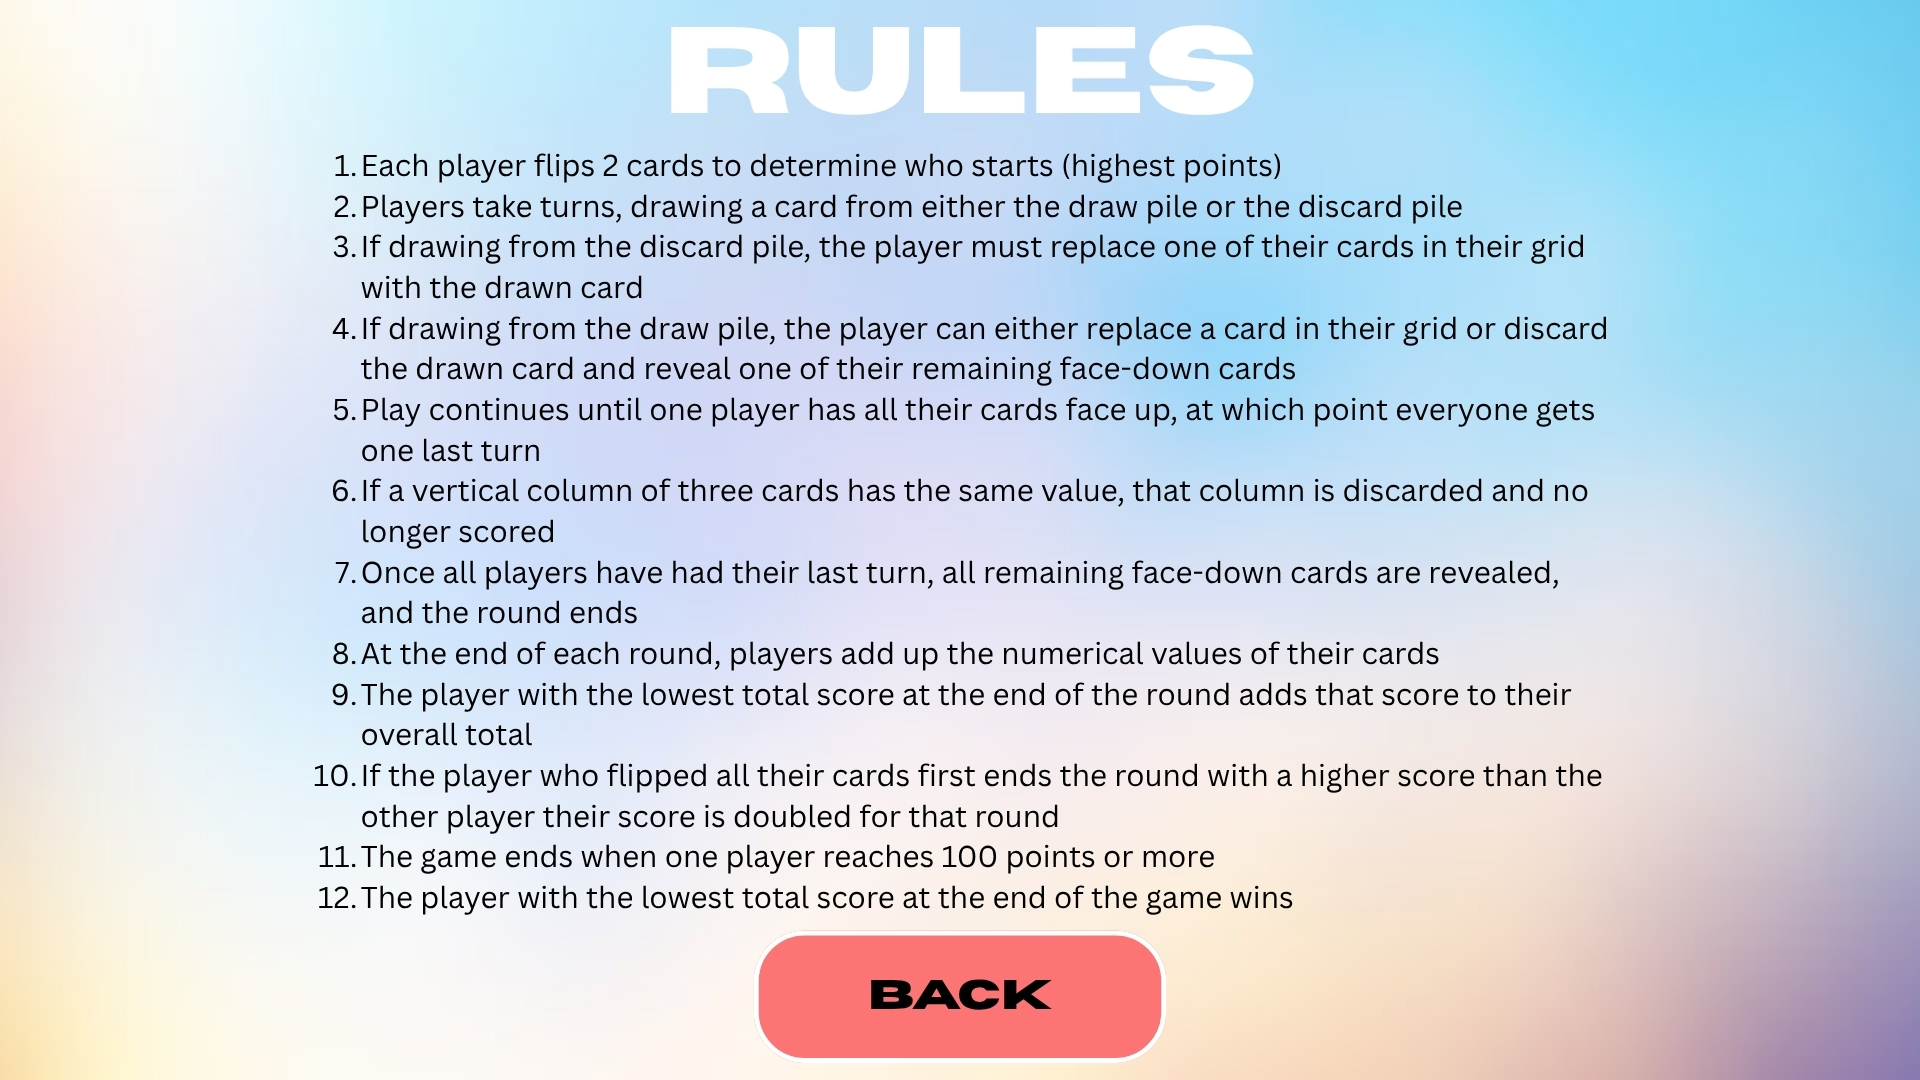 RULES
1. Each player flips 2 cards to determine who starts (highest points)
2. Players take turns, drawing a card from either the draw pile or the discard pile
3. If drawing from the discard pile, the player must replace one of their cards in their grid
with the drawn card
4. If drawing from the draw pile, the player can either replace a card in their grid or discard
the drawn card and reveal one of their remaining face-down cards
5. Play continues until one player has all their cards face up, at which point everyone gets
one last turn
6. If a vertical column of three cards has the same value, that column is discarded and no
longer scored
7. Once all players have had their last turn, all remaining face-down cards are revealed,
and the round ends
8. At the end of each round, players add up the numerical values of their cards
9. The player with the lowest total score at the end of the round adds that score to their
overall total
10. If the player who flipped all their cards first ends the round with a higher score than the
other player their score is doubled for that round
11. The game ends when one player reaches 100 points or more
12. The player with the lowest total score at the end of the game wins
BACK